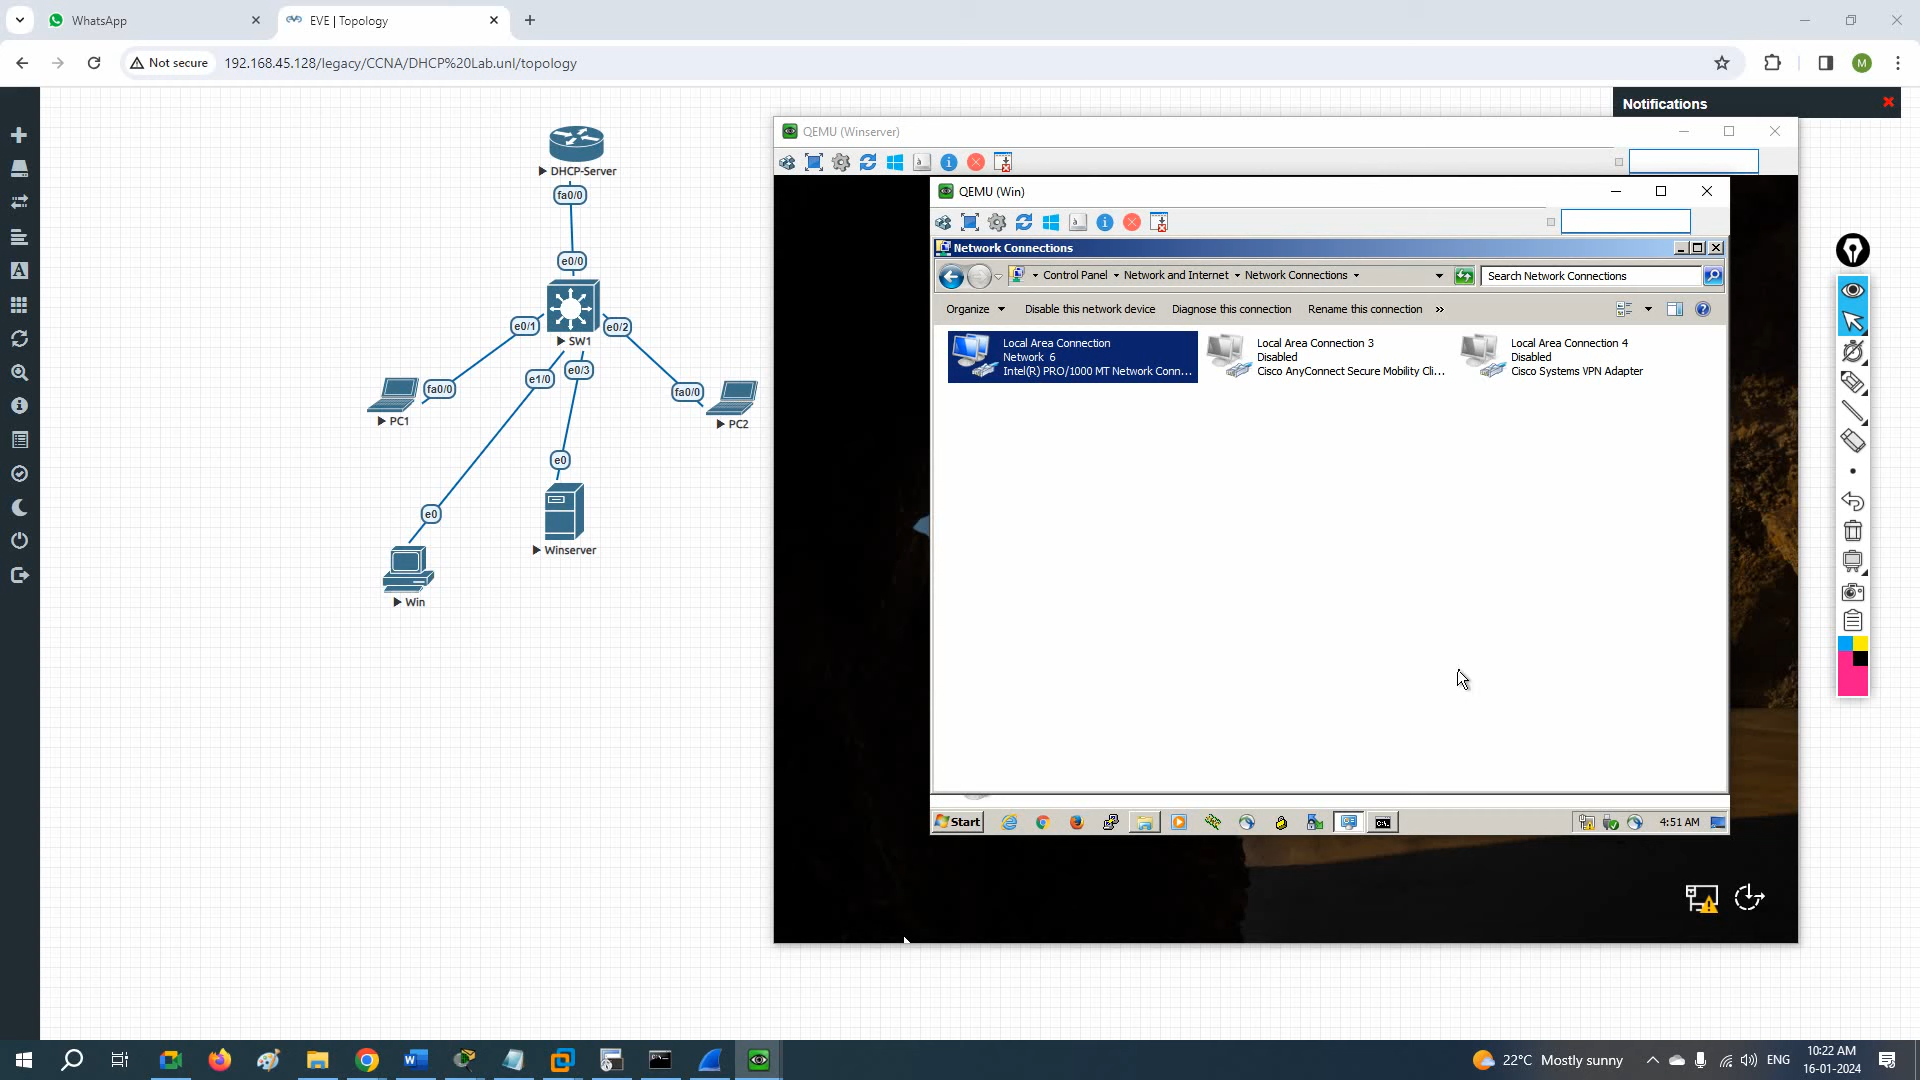 WhatsApp
EVE | Topology
Not secure
192.168.45.128/legacy/CCNA/DHCP%20Lab.unl/topology
M
Notifications
DHCP-Server
fa0/0
e0/0
e0/1
e0/2
SW1
e1/0
e0/3
fa0/0
fa0/0
PC1
PC2
e0
e0
Winserver
Win
QEMU (Winserver)
QEMU (Win)
Network Connections
Control Panel
Network and Internet
Network Connections
Search Network Connections
Organize
Disable this network device
Diagnose this connection
Rename this connection
»
Local Area Connection
Network 6
Intel(R) PRO/1000 MT Network Conn...
Local Area Connection 3
Disabled
Cisco AnyConnect Secure Mobility Cli...
Local Area Connection 4
Disabled
Cisco Systems VPN Adapter
Start
4:51 AM
22°C Mostly sunny
ENG
10:22 AM
16-01-2024